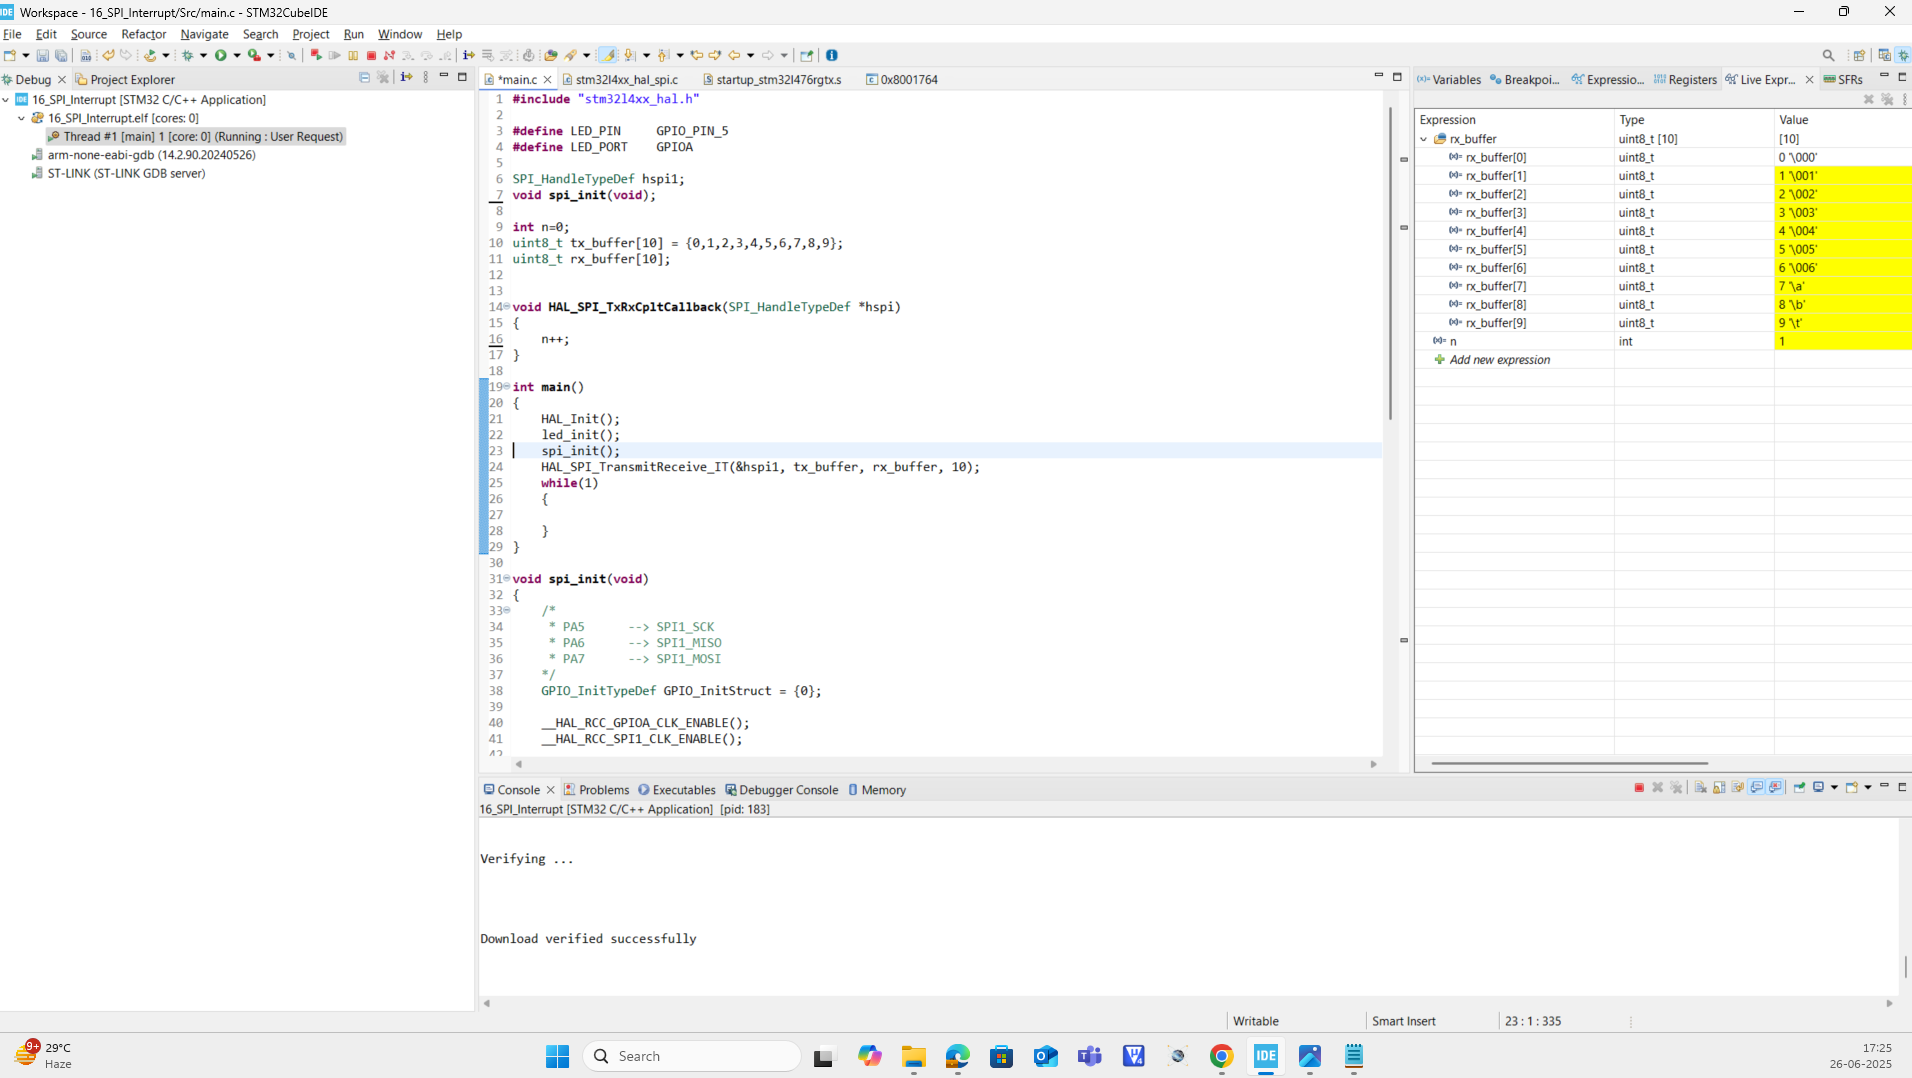 IDE Workspace - 16_SPI_Interrupt/Src/main.c - STM32CubeIDE
File Edit Source Refactor Navigate Search Project Run Window Help
Debug Project Explorer
16_SPI_Interrupt [STM32 C/C++ Application]
16_SPI_Interrupt.elf [cores: 0]
Thread #1 [main] 1 [core: 0] (Running : User Request)
arm-none-eabi-gdb (14.2.90.20240526)
ST-LINK (ST-LINK GDB server)
*main.c stm32l4xx_hal_spi.c startup_stm32l476rgtx.s 0x8001764
1 #include "stm32l4xx_hal.h"
2
3 #define LED_PIN GPIO_PIN_5
4 #define LED_PORT GPIOA
5
6 SPI_HandleTypeDef hspi1;
7 void spi_init(void);
8
9 int n=0;
10 uint8_t tx_buffer[10] = {0,1,2,3,4,5,6,7,8,9};
11 uint8_t rx_buffer[10];
12
13
14 void HAL_SPI_TxRxCpltCallback(SPI_HandleTypeDef *hspi)
15 {
16 n++;
17 }
18
19 int main()
20 {
21 HAL_Init();
22 led_init();
23 spi_init();
24 HAL_SPI_TransmitReceive_IT(&hspi1, tx_buffer, rx_buffer, 10);
25 while(1)
26 {
27
28 }
29 }
30
31 void spi_init(void)
32 {
33 /*
34 * PA5 --> SPI1_SCK
35 * PA6 --> SPI1_MISO
36 * PA7 --> SPI1_MOSI
37 */
38 GPIO_InitTypeDef GPIO_InitStruct = {0};
39
40 __HAL_RCC_GPIOA_CLK_ENABLE();
41 __HAL_RCC_SPI1_CLK_ENABLE();
42
Variables Breakpoi... Expressio... Registers Live Expr... SFRs
Expression Type Value
rx_buffer uint8_t [10] [10]
rx_buffer[0] uint8_t 0 '\000'
rx_buffer[1] uint8_t 1 '\001'
rx_buffer[2] uint8_t 2 '\002'
rx_buffer[3] uint8_t 3 '\003'
rx_buffer[4] uint8_t 4 '\004'
rx_buffer[5] uint8_t 5 '\005'
rx_buffer[6] uint8_t 6 '\006'
rx_buffer[7] uint8_t 7 '\a'
rx_buffer[8] uint8_t 8 '\b'
rx_buffer[9] uint8_t 9 '\t'
n int 1
Add new expression
Console Problems Executables Debugger Console Memory
16_SPI_Interrupt [STM32 C/C++ Application] [pid: 183]
Verifying ...
Download verified successfully
Writable Smart Insert 23 : 1 : 335
9+ 29°C
Haze
Search
IDE
17:25
26-06-2025